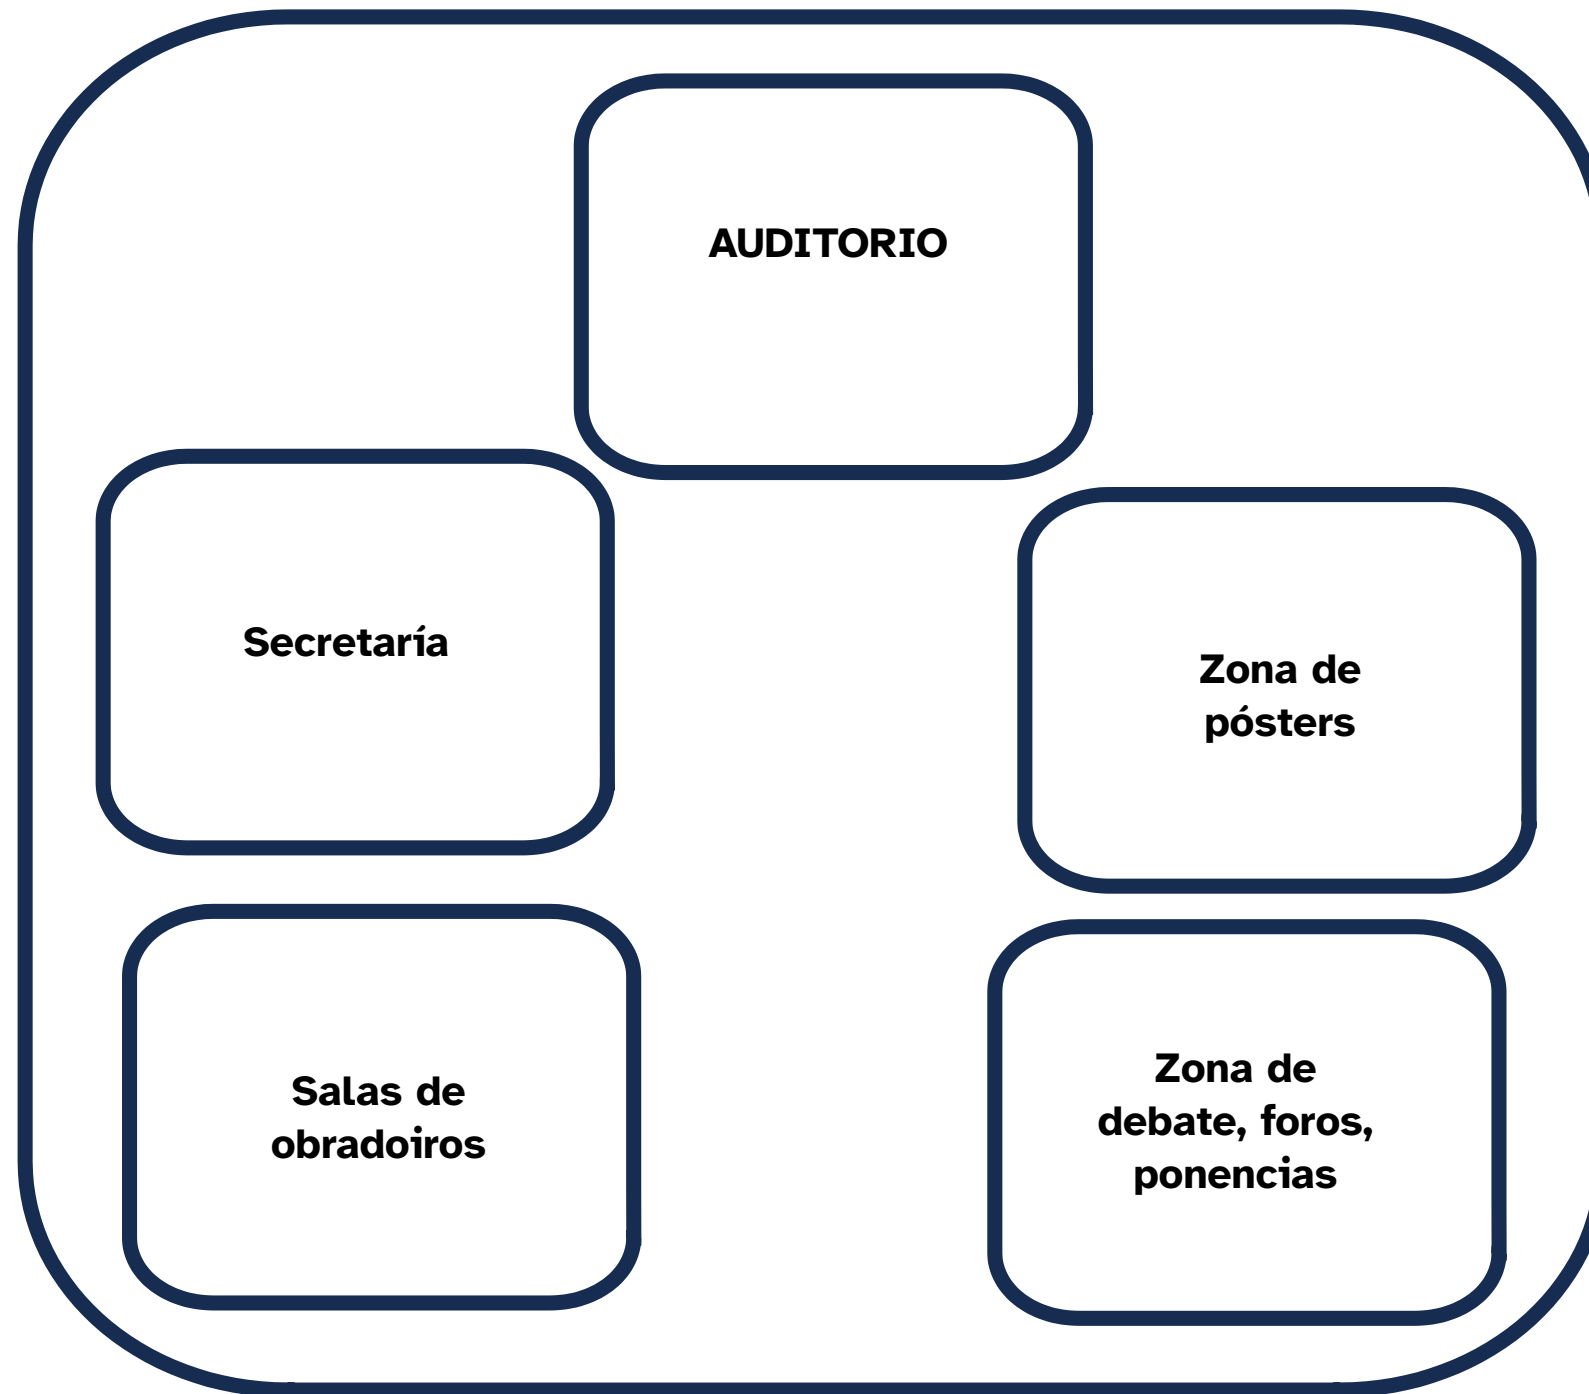 AUDITORIO
Secretaría
Zona de
pósters
Salas de
obradoiros
Zona de
debate, foros,
ponencias